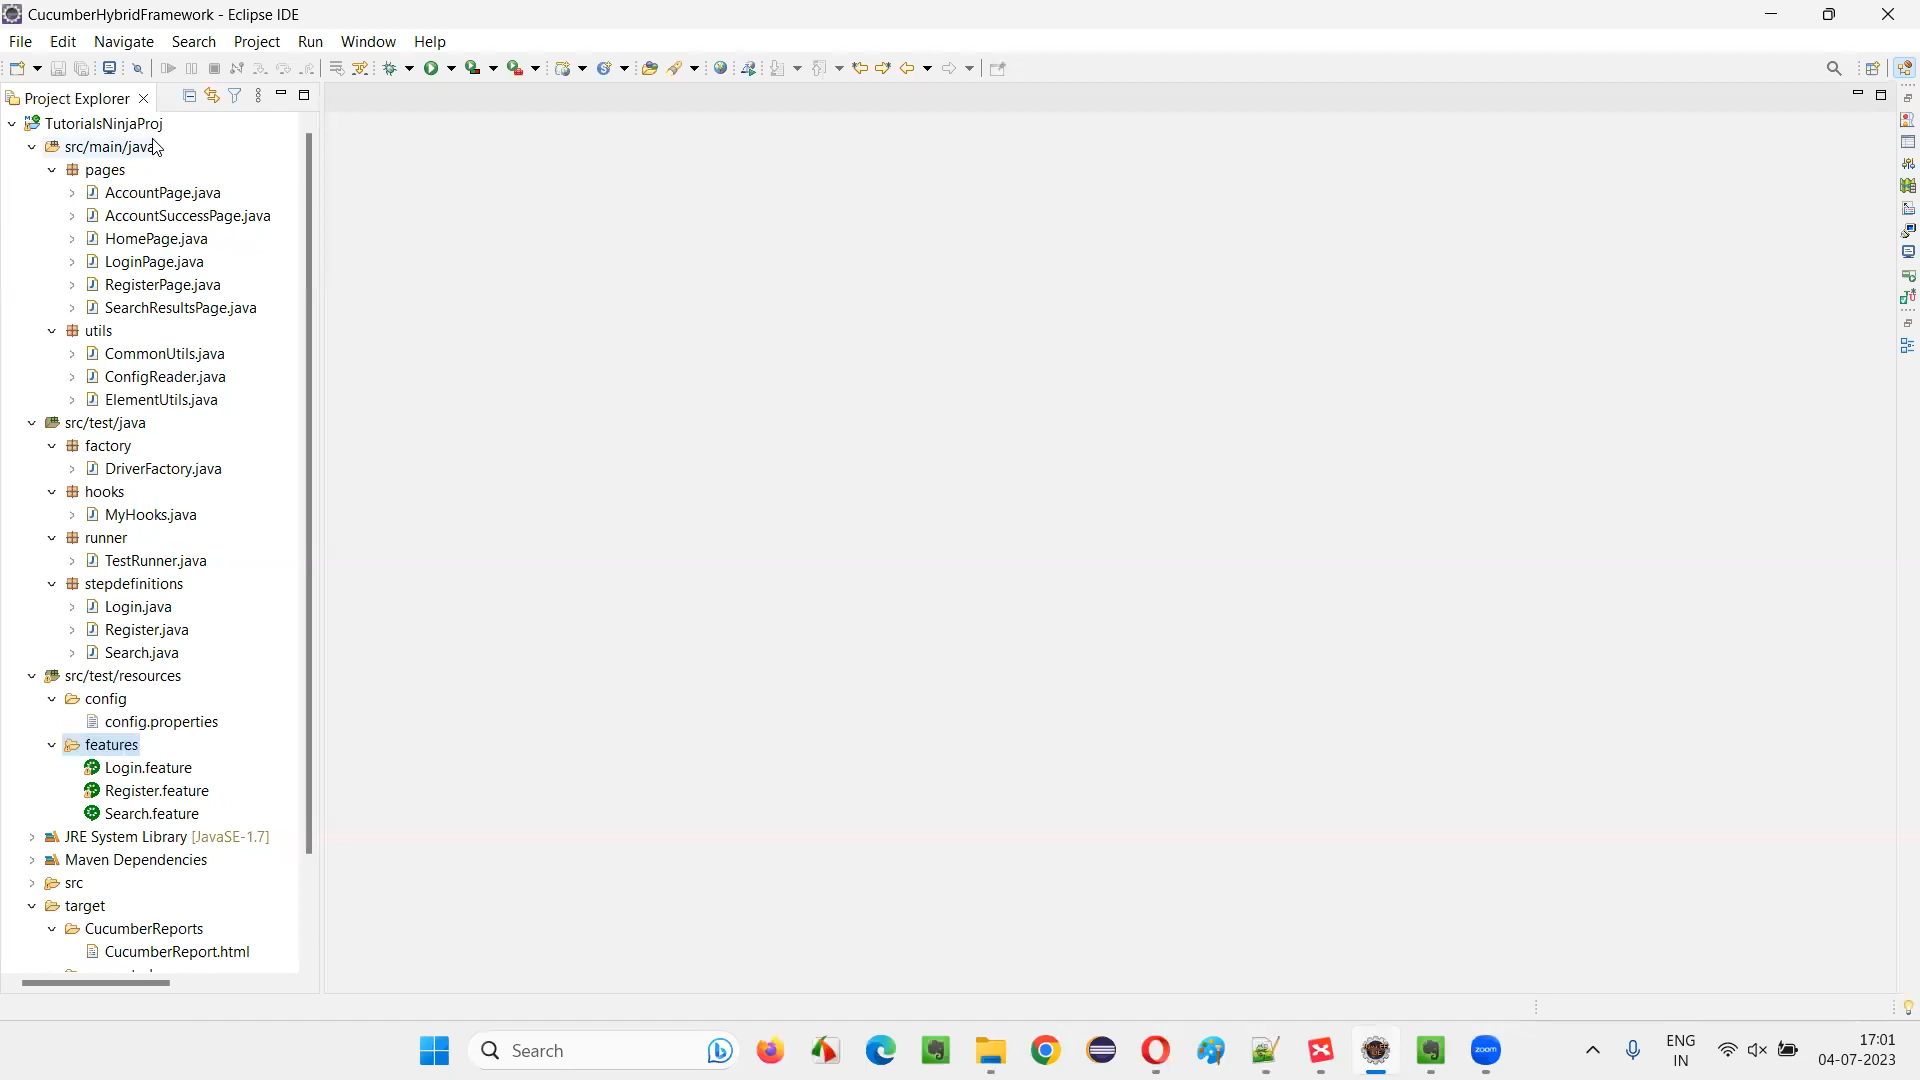 CucumberHybridFramework - Eclipse IDE
File Edit Navigate Search Project Run Window Help
Project Explorer
TutorialsNinjaProj
src/main/java
pages
AccountPage.java
AccountSuccessPage.java
HomePage.java
LoginPage.java
RegisterPage.java
SearchResultsPage.java
utils
CommonUtils.java
ConfigReader.java
ElementUtils.java
src/test/java
factory
DriverFactory.java
hooks
MyHooks.java
runner
TestRunner.java
stepdefinitions
Login.java
Register.java
Search.java
src/test/resources
config
config.properties
features
Login.feature
Register.feature
Search.feature
JRE System Library [JavaSE-1.7]
Maven Dependencies
src
target
CucumberReports
CucumberReport.html
Search
zoom
ENG
IN
17:01
04-07-2023